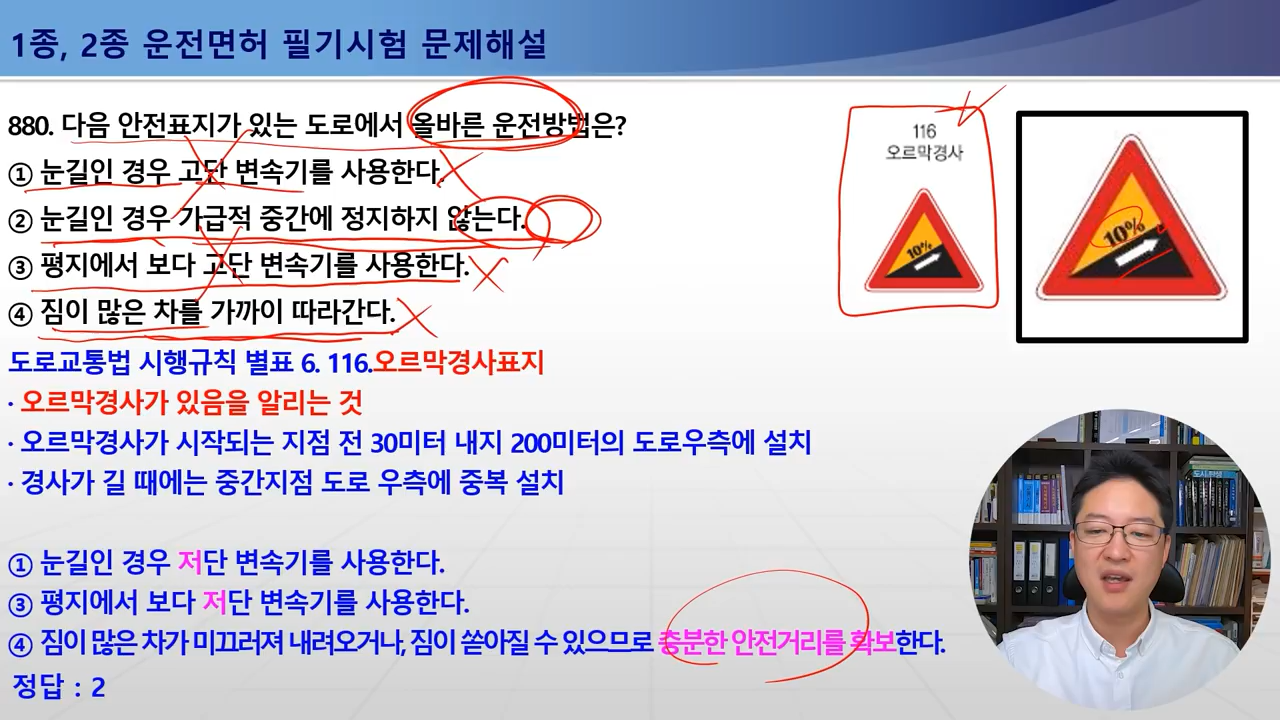 1종, 2종 운전면허 필기시험 문제해설
880. 다음 안전표지가 있는 도로에서 올바른 운전방법은?
① 눈길인 경우 고단 변속기를 사용한다.
② 눈길인 경우 가급적 중간에 정지하지 않는다.
③ 평지에서 보다 고단 변속기를 사용한다.
④ 짐이 많은 차를 가까이 따라간다.
116
오르막경사
10%
10%
도로교통법 시행규칙 별표 6. 116.오르막경사표지
· 오르막경사가 있음을 알리는 것
· 오르막경사가 시작되는 지점 전 30미터 내지 200미터의 도로우측에 설치
· 경사가 길 때에는 중간지점 도로 우측에 중복 설치
① 눈길인 경우 저단 변속기를 사용한다.
③ 평지에서 보다 저단 변속기를 사용한다.
④ 짐이 많은 차가 미끄러져 내려오거나, 짐이 쏟아질 수 있으므로 충분한 안전거리를 확보한다.
정답 : 2